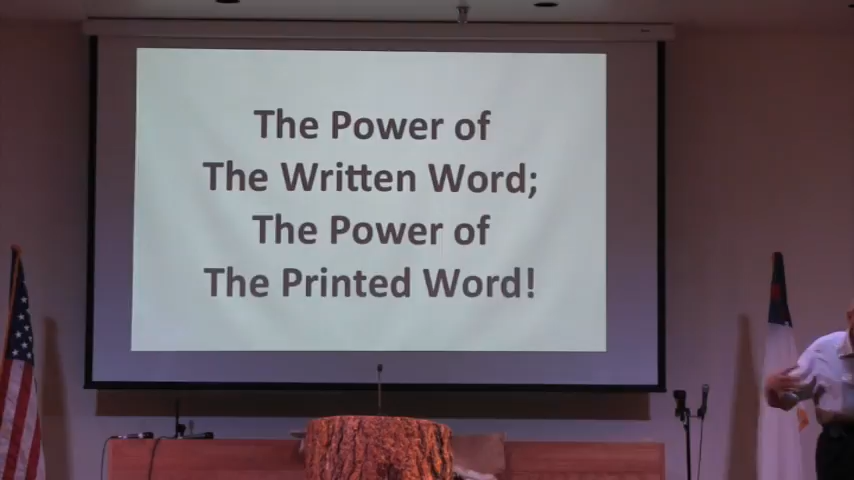 The Power of
The Written Word;
The Power of
The Printed Word!